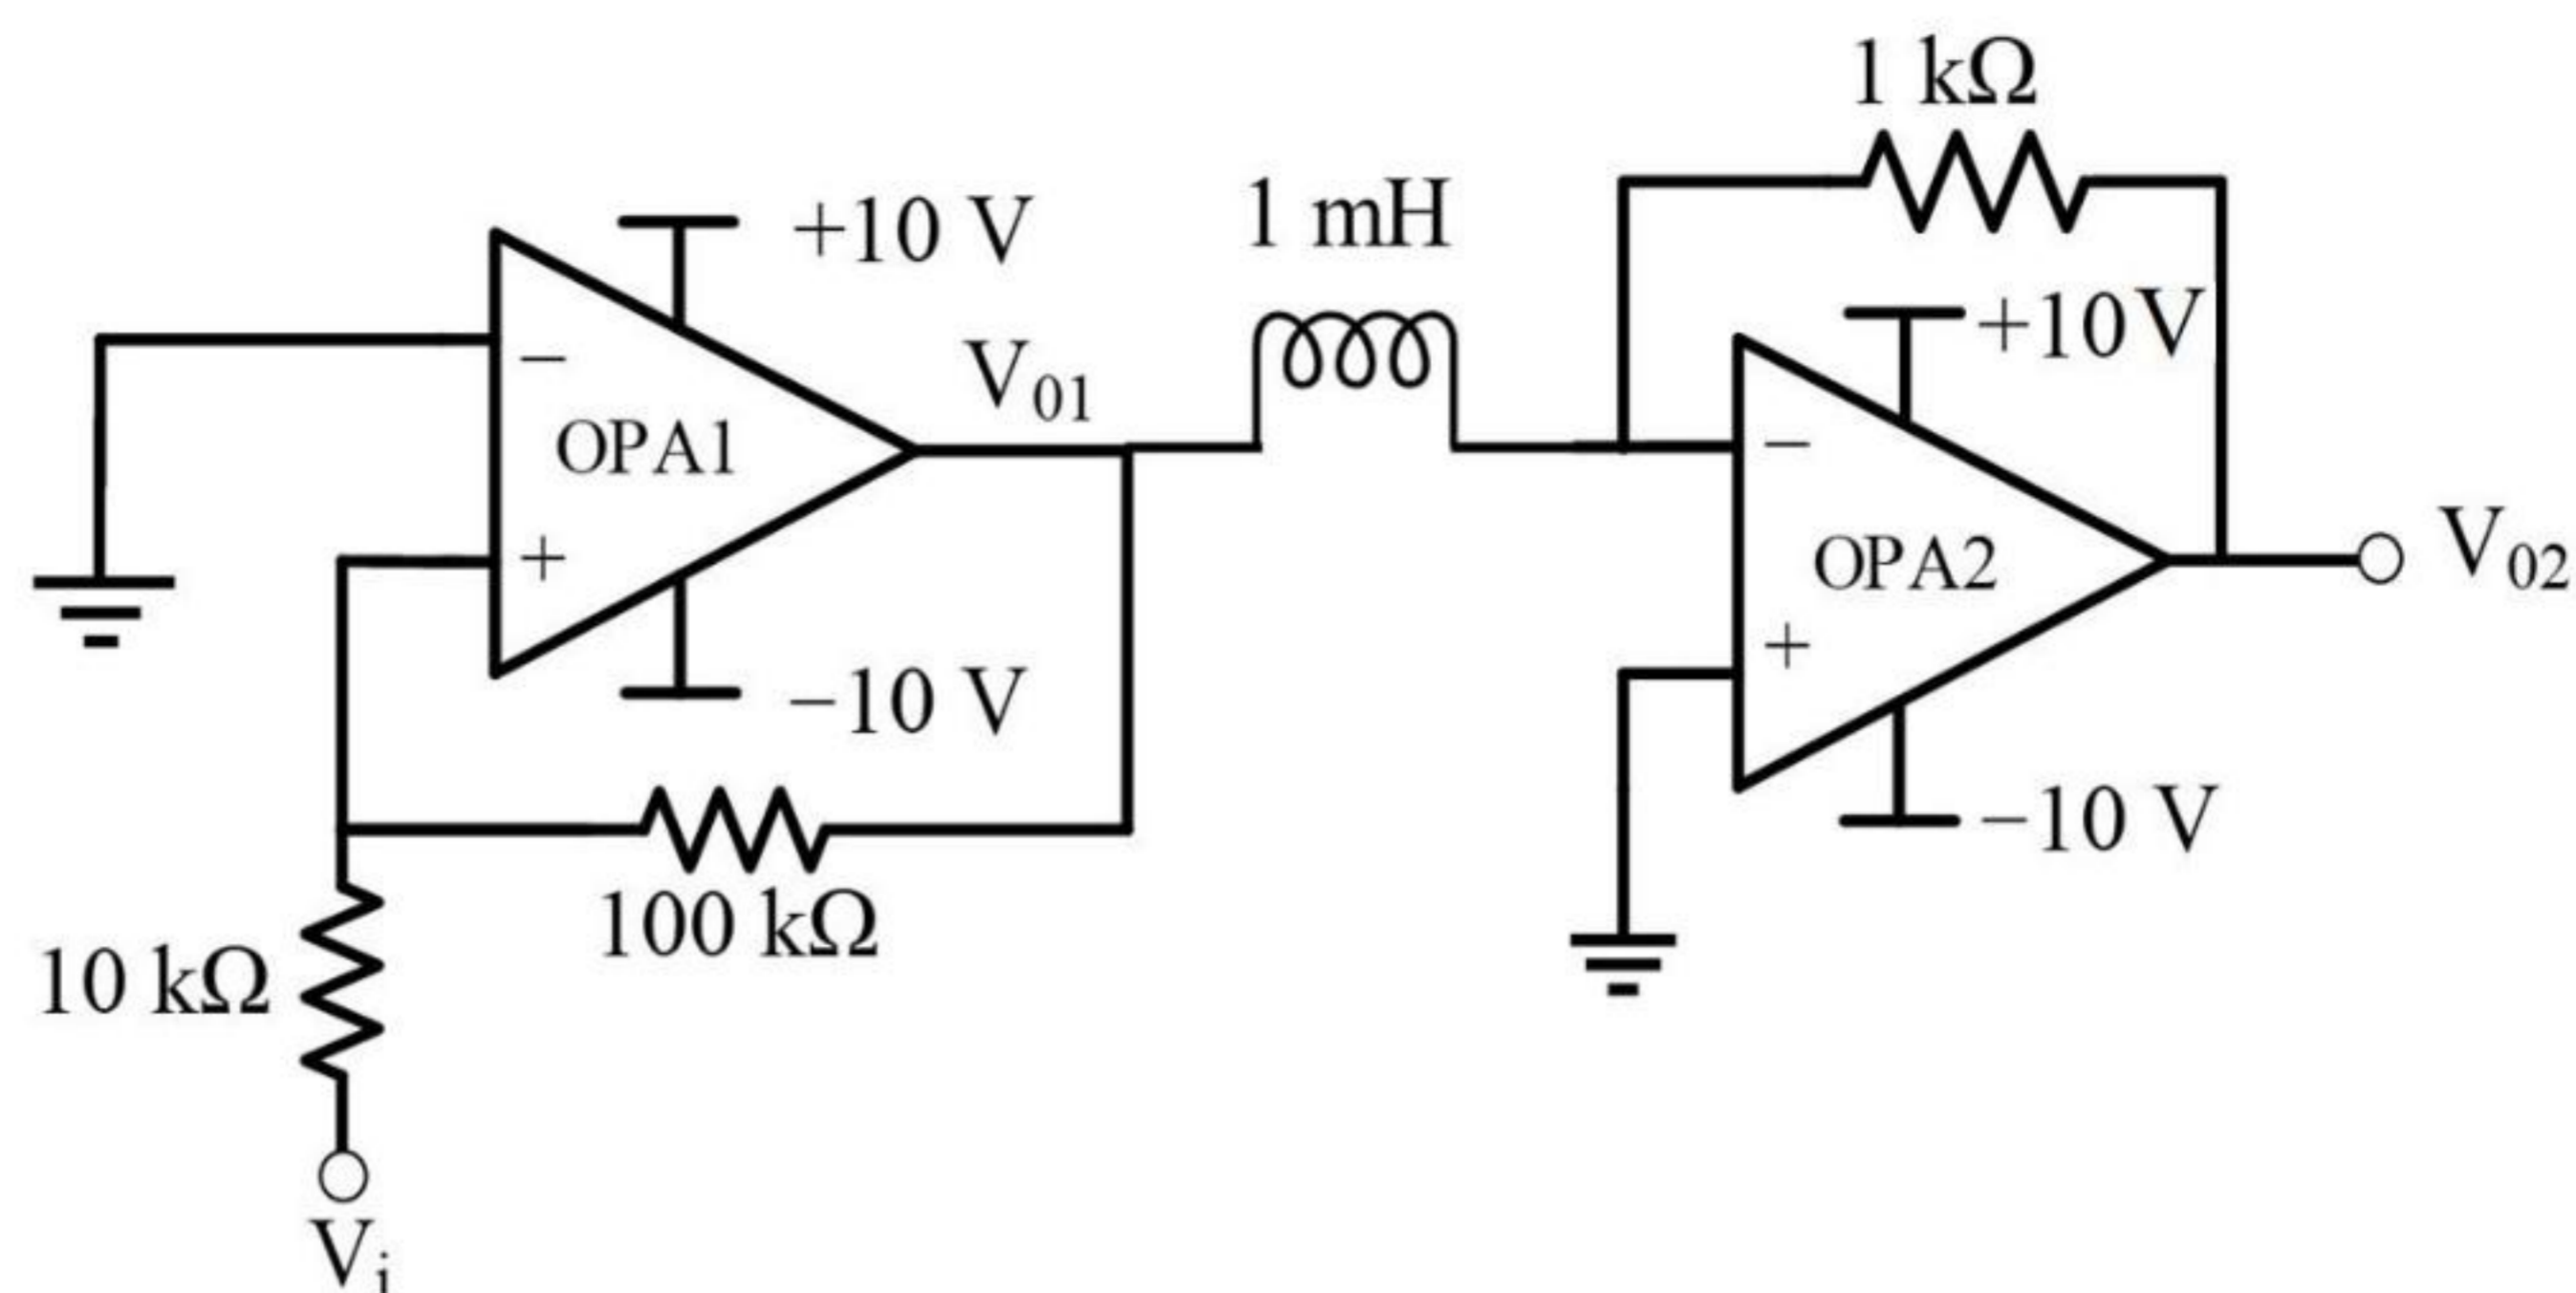 1 kΩ
+10 V
1 mH
+10 V
V01
−
OPA1
−
+
OPA2
V02
+
−10 V
−10 V
100 kΩ
10 kΩ
Vi